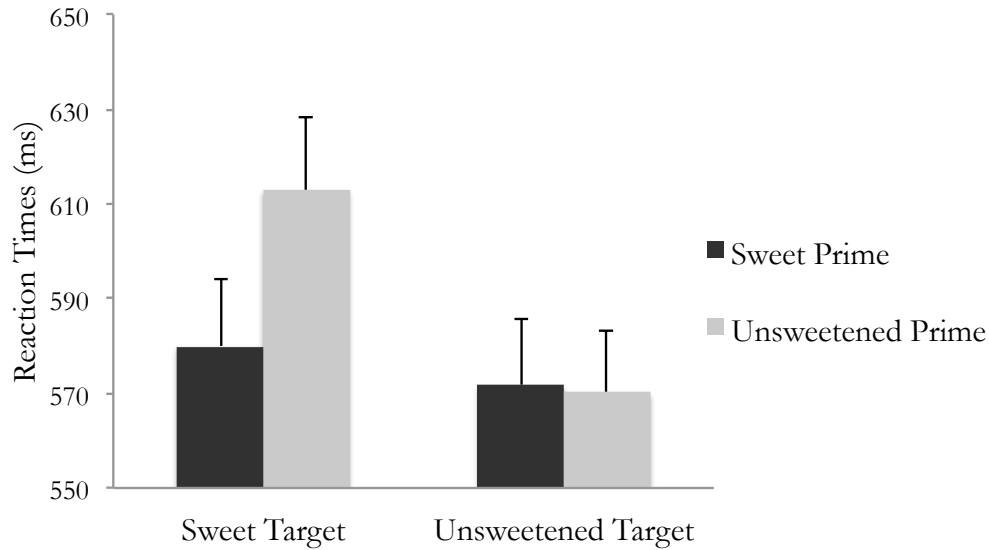 650
630
610
590
570
550
Reaction Times (ms)
Sweet Target
Unsweetened Target
Sweet Prime
Unsweetened Prime